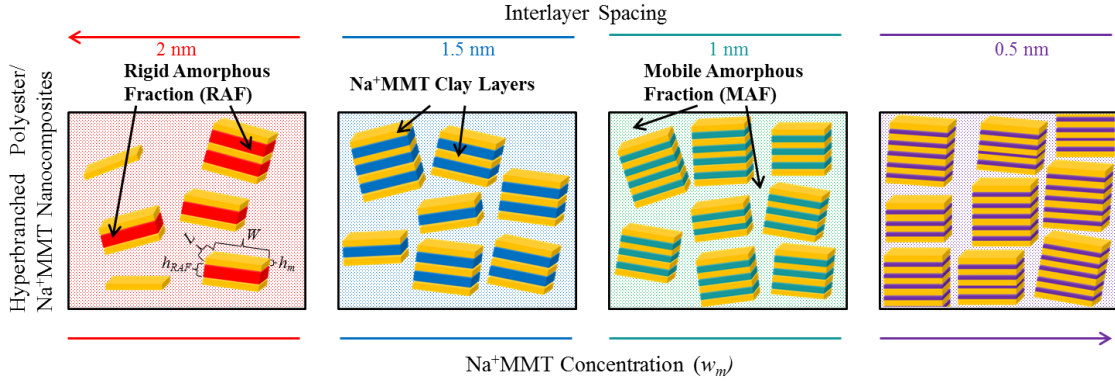 Interlayer Spacing
2 nm
1.5 nm
1 nm
0.5 nm
Hyperbranched Polyester/
Na⁺MMT Nanocomposites
Rigid Amorphous
Fraction (RAF)
Na⁺MMT Clay Layers
Mobile Amorphous
Fraction (MAF)
L
W
h_RAF
h_m
Na⁺MMT Concentration (w_m)